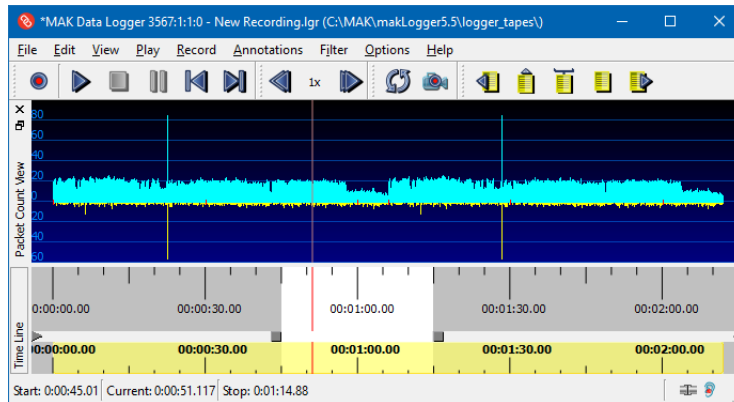 *MAK Data Logger 3567:1:1:0 - New Recording.lgr (C:\MAK\makLogger5.5\logger_tapes\)
File Edit View Play Record Annotations Filter Options Help
1x
Packet Count View
80
60
40
20
0
20
40
60
Time Line
0:00:00.00 00:00:30.00 00:01:00.00 00:01:30.00 00:02:00.00
00:00:00.00 00:00:30.00 00:01:00.00 00:01:30.00 00:02:00.00
Start: 0:00:45.01 Current: 0:00:51.117 Stop: 0:01:14.88